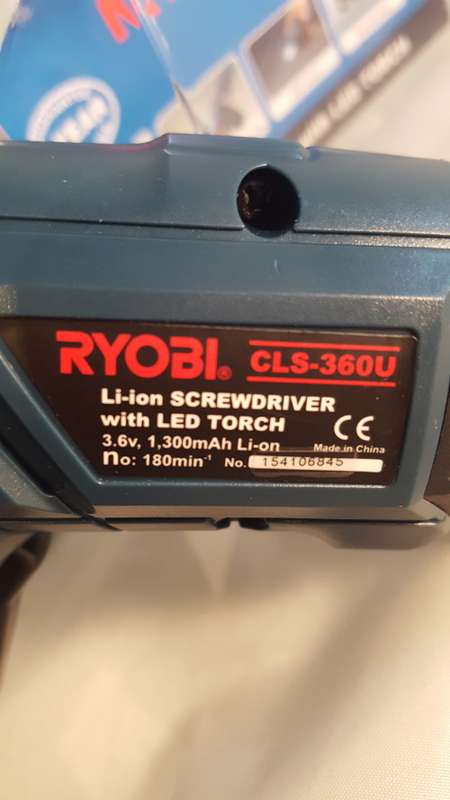 RYOBI® CLS-360U
Li-ion SCREWDRIVER
with LED TORCH
3.6v, 1,300mAh Li-on
CE
Made in China
no: 180min⁻¹ No. 154106845